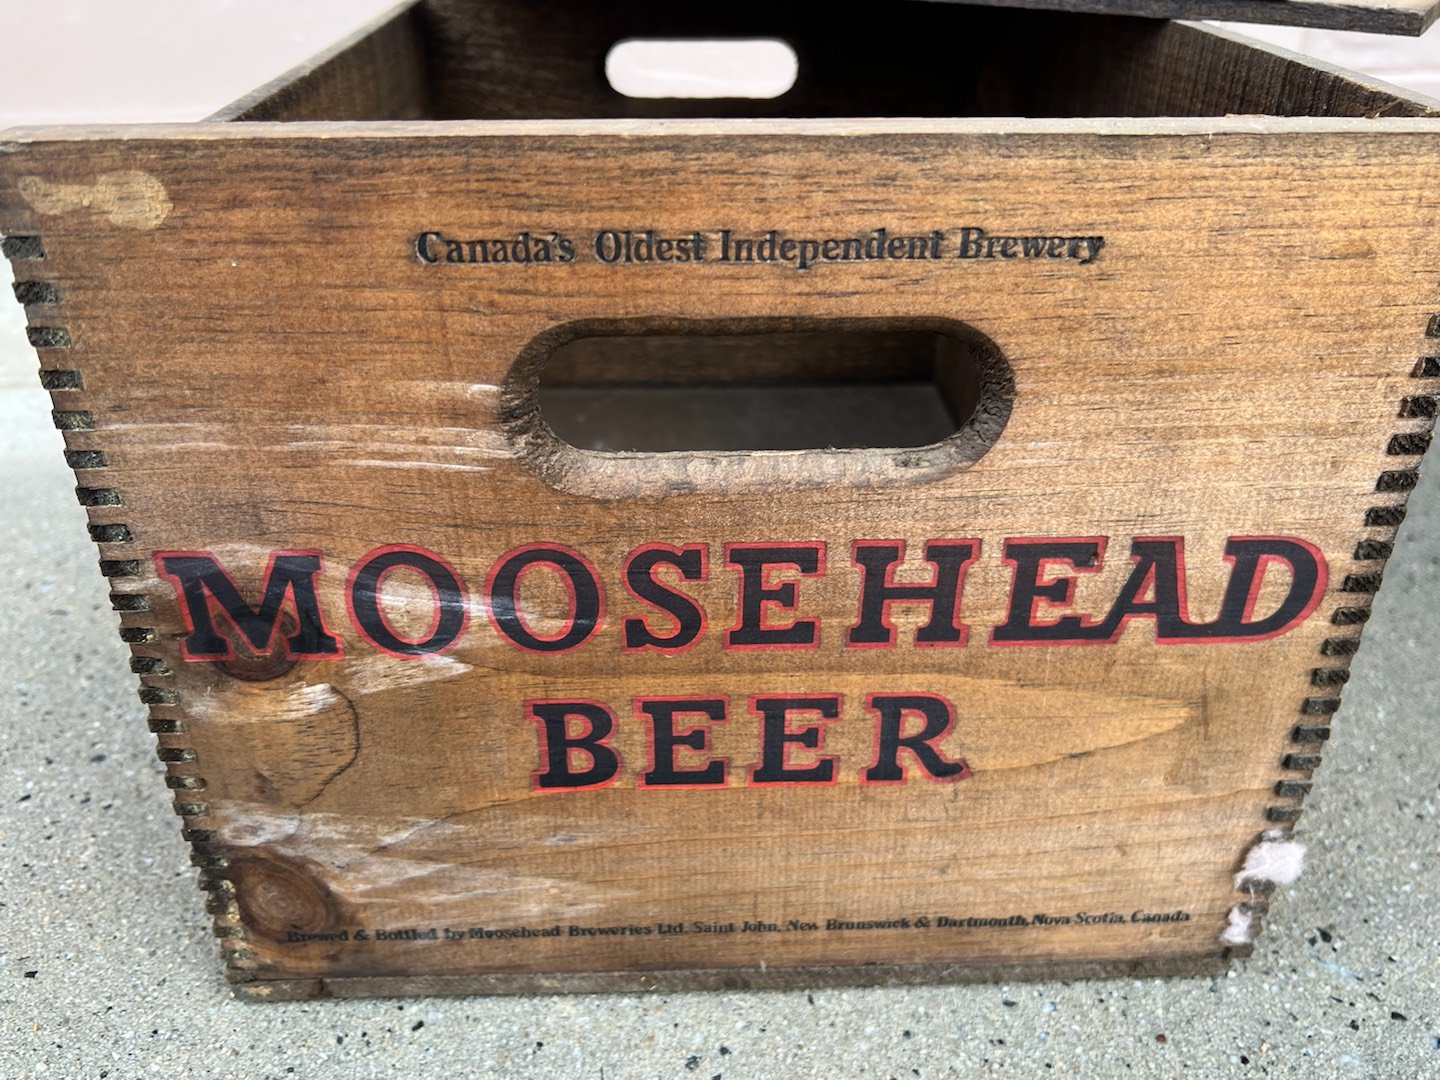 Canada's Oldest Independent Brewery
MOOSEHEAD
BEER
Brewed & Bottled by Moosehead Breweries Ltd. Saint John, New Brunswick & Dartmouth, Nova Scotia, Canada